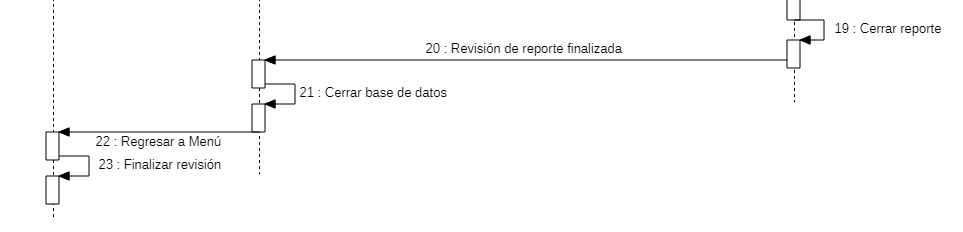 19 : Cerrar reporte
20 : Revisión de reporte finalizada
21 : Cerrar base de datos
22 : Regresar a Menú
23 : Finalizar revisión